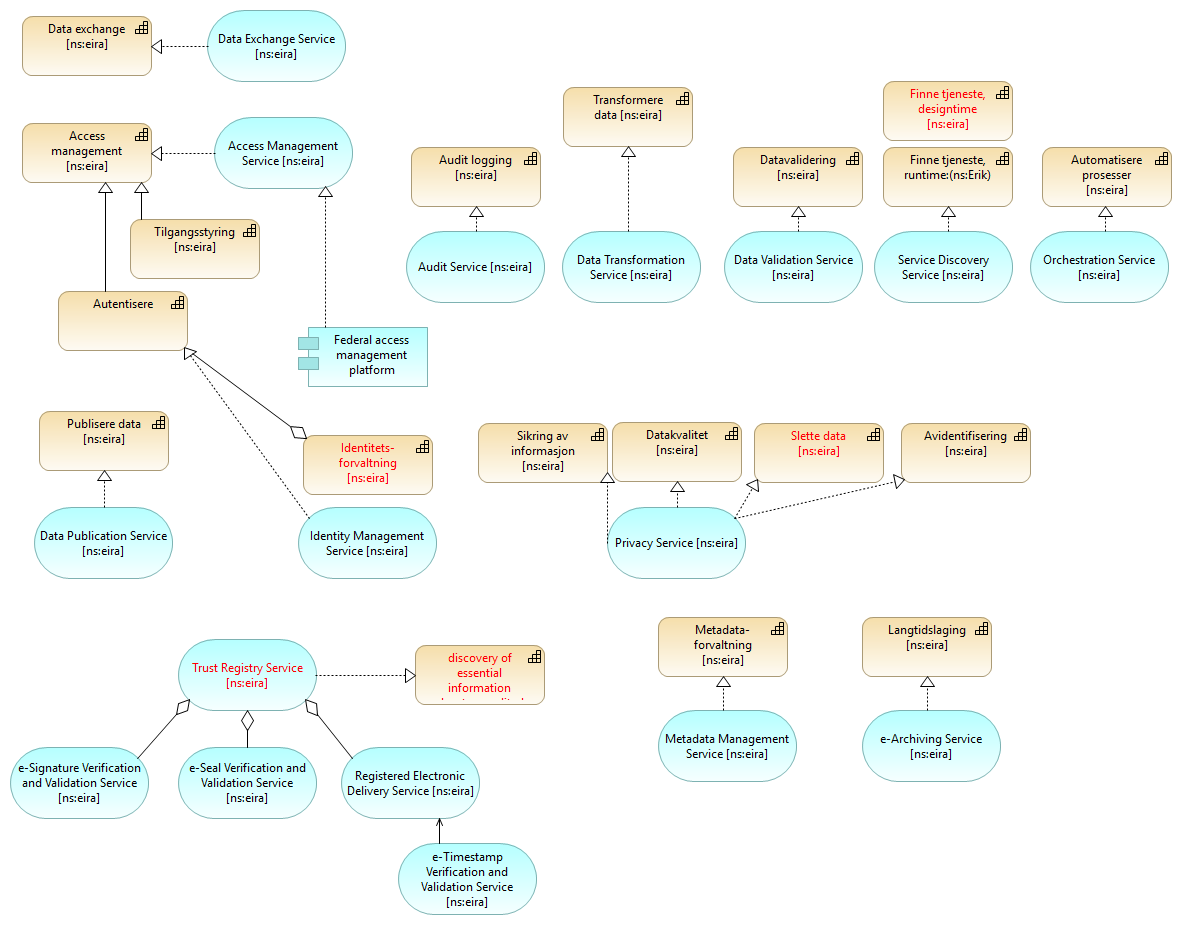 Data exchange
[ns:eira]
Data Exchange Service
[ns:eira]
Access
management
[ns:eira]
Access Management
Service [ns:eira]
Tilgangsstyring
[ns:eira]
Autentisere
Federal access
management
platform
Audit logging
[ns:eira]
Audit Service [ns:eira]
Transformere
data [ns:eira]
Data Transformation
Service [ns:eira]
Datavalidering
[ns:eira]
Data Validation Service
[ns:eira]
Finne tjeneste,
designtime
[ns:eira]
Finne tjeneste,
runtime:(ns:Erik)
Service Discovery
Service [ns:eira]
Automatisere
prosesser
[ns:eira]
Orchestration Service
[ns:eira]
Publisere data
[ns:eira]
Data Publication Service
[ns:eira]
Identitets-
forvaltning
[ns:eira]
Identity Management
Service [ns:eira]
Sikring av
informasjon
[ns:eira]
Datakvalitet
[ns:eira]
Slette data
[ns:eira]
Avidentifisering
[ns:eira]
Privacy Service [ns:eira]
Trust Registry Service
[ns:eira]
discovery of
essential
information
e-Signature Verification
and Validation Service
[ns:eira]
e-Seal Verification and
Validation Service
[ns:eira]
Registered Electronic
Delivery Service [ns:eira]
e-Timestamp
Verification and
Validation Service
[ns:eira]
Metadata-
forvaltning
[ns:eira]
Metadata Management
Service [ns:eira]
Langtidslaging
[ns:eira]
e-Archiving Service
[ns:eira]